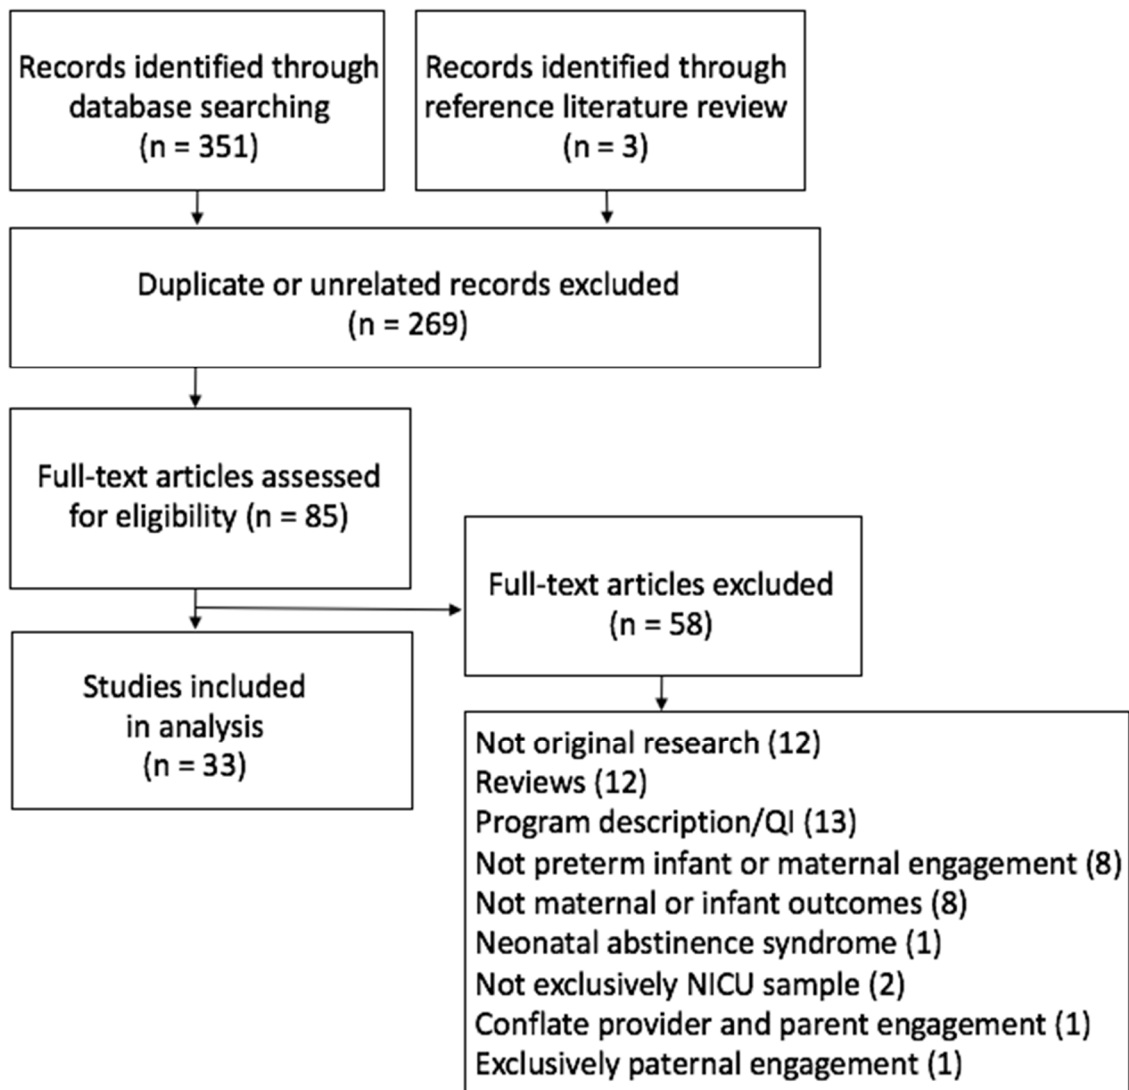 Records identified through
database searching
(n = 351)
Records identified through
reference literature review
(n = 3)
Duplicate or unrelated records excluded
(n = 269)
Full-text articles assessed
for eligibility (n = 85)
Full-text articles excluded
(n = 58)
Studies included
in analysis
(n = 33)
Not original research (12)
Reviews (12)
Program description/QI (13)
Not preterm infant or maternal engagement (8)
Not maternal or infant outcomes (8)
Neonatal abstinence syndrome (1)
Not exclusively NICU sample (2)
Conflate provider and parent engagement (1)
Exclusively paternal engagement (1)